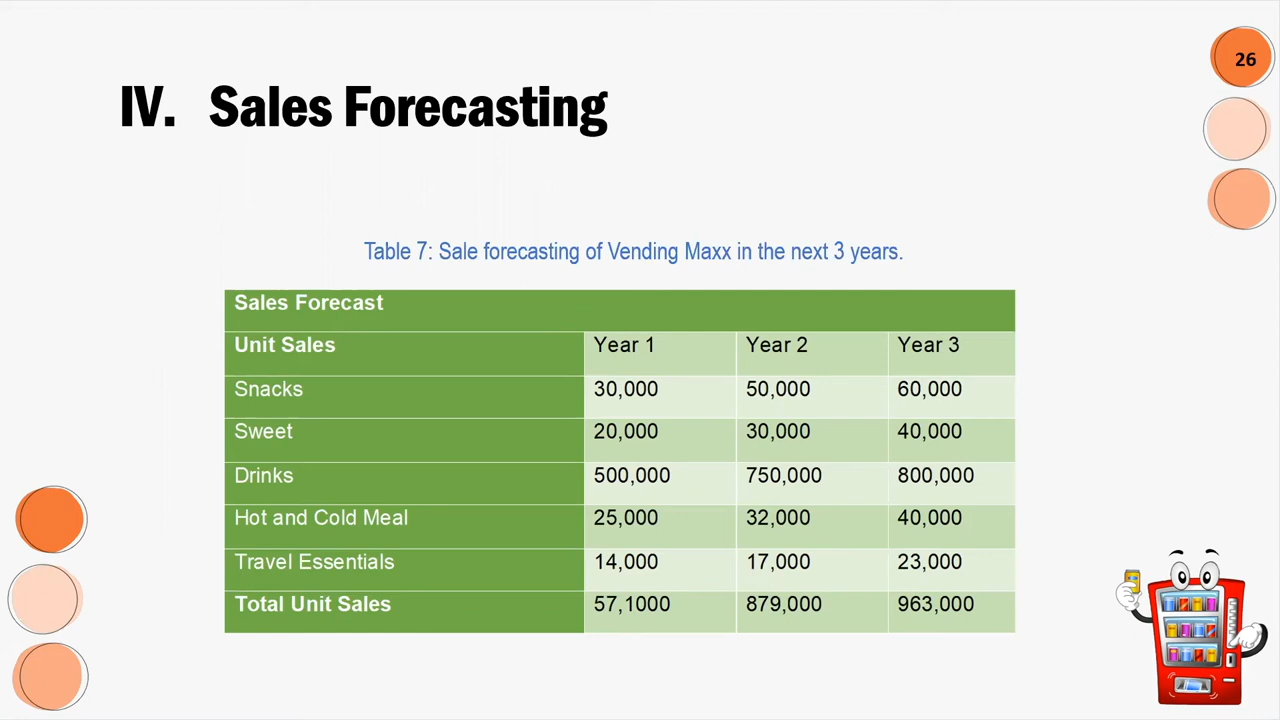 26
IV. Sales Forecasting
Table 7: Sale forecasting of Vending Maxx in the next 3 years.
Sales Forecast
Unit Sales Year 1 Year 2 Year 3
Snacks 30,000 50,000 60,000
Sweet 20,000 30,000 40,000
Drinks 500,000 750,000 800,000
Hot and Cold Meal 25,000 32,000 40,000
Travel Essentials 14,000 17,000 23,000
Total Unit Sales 57,1000 879,000 963,000